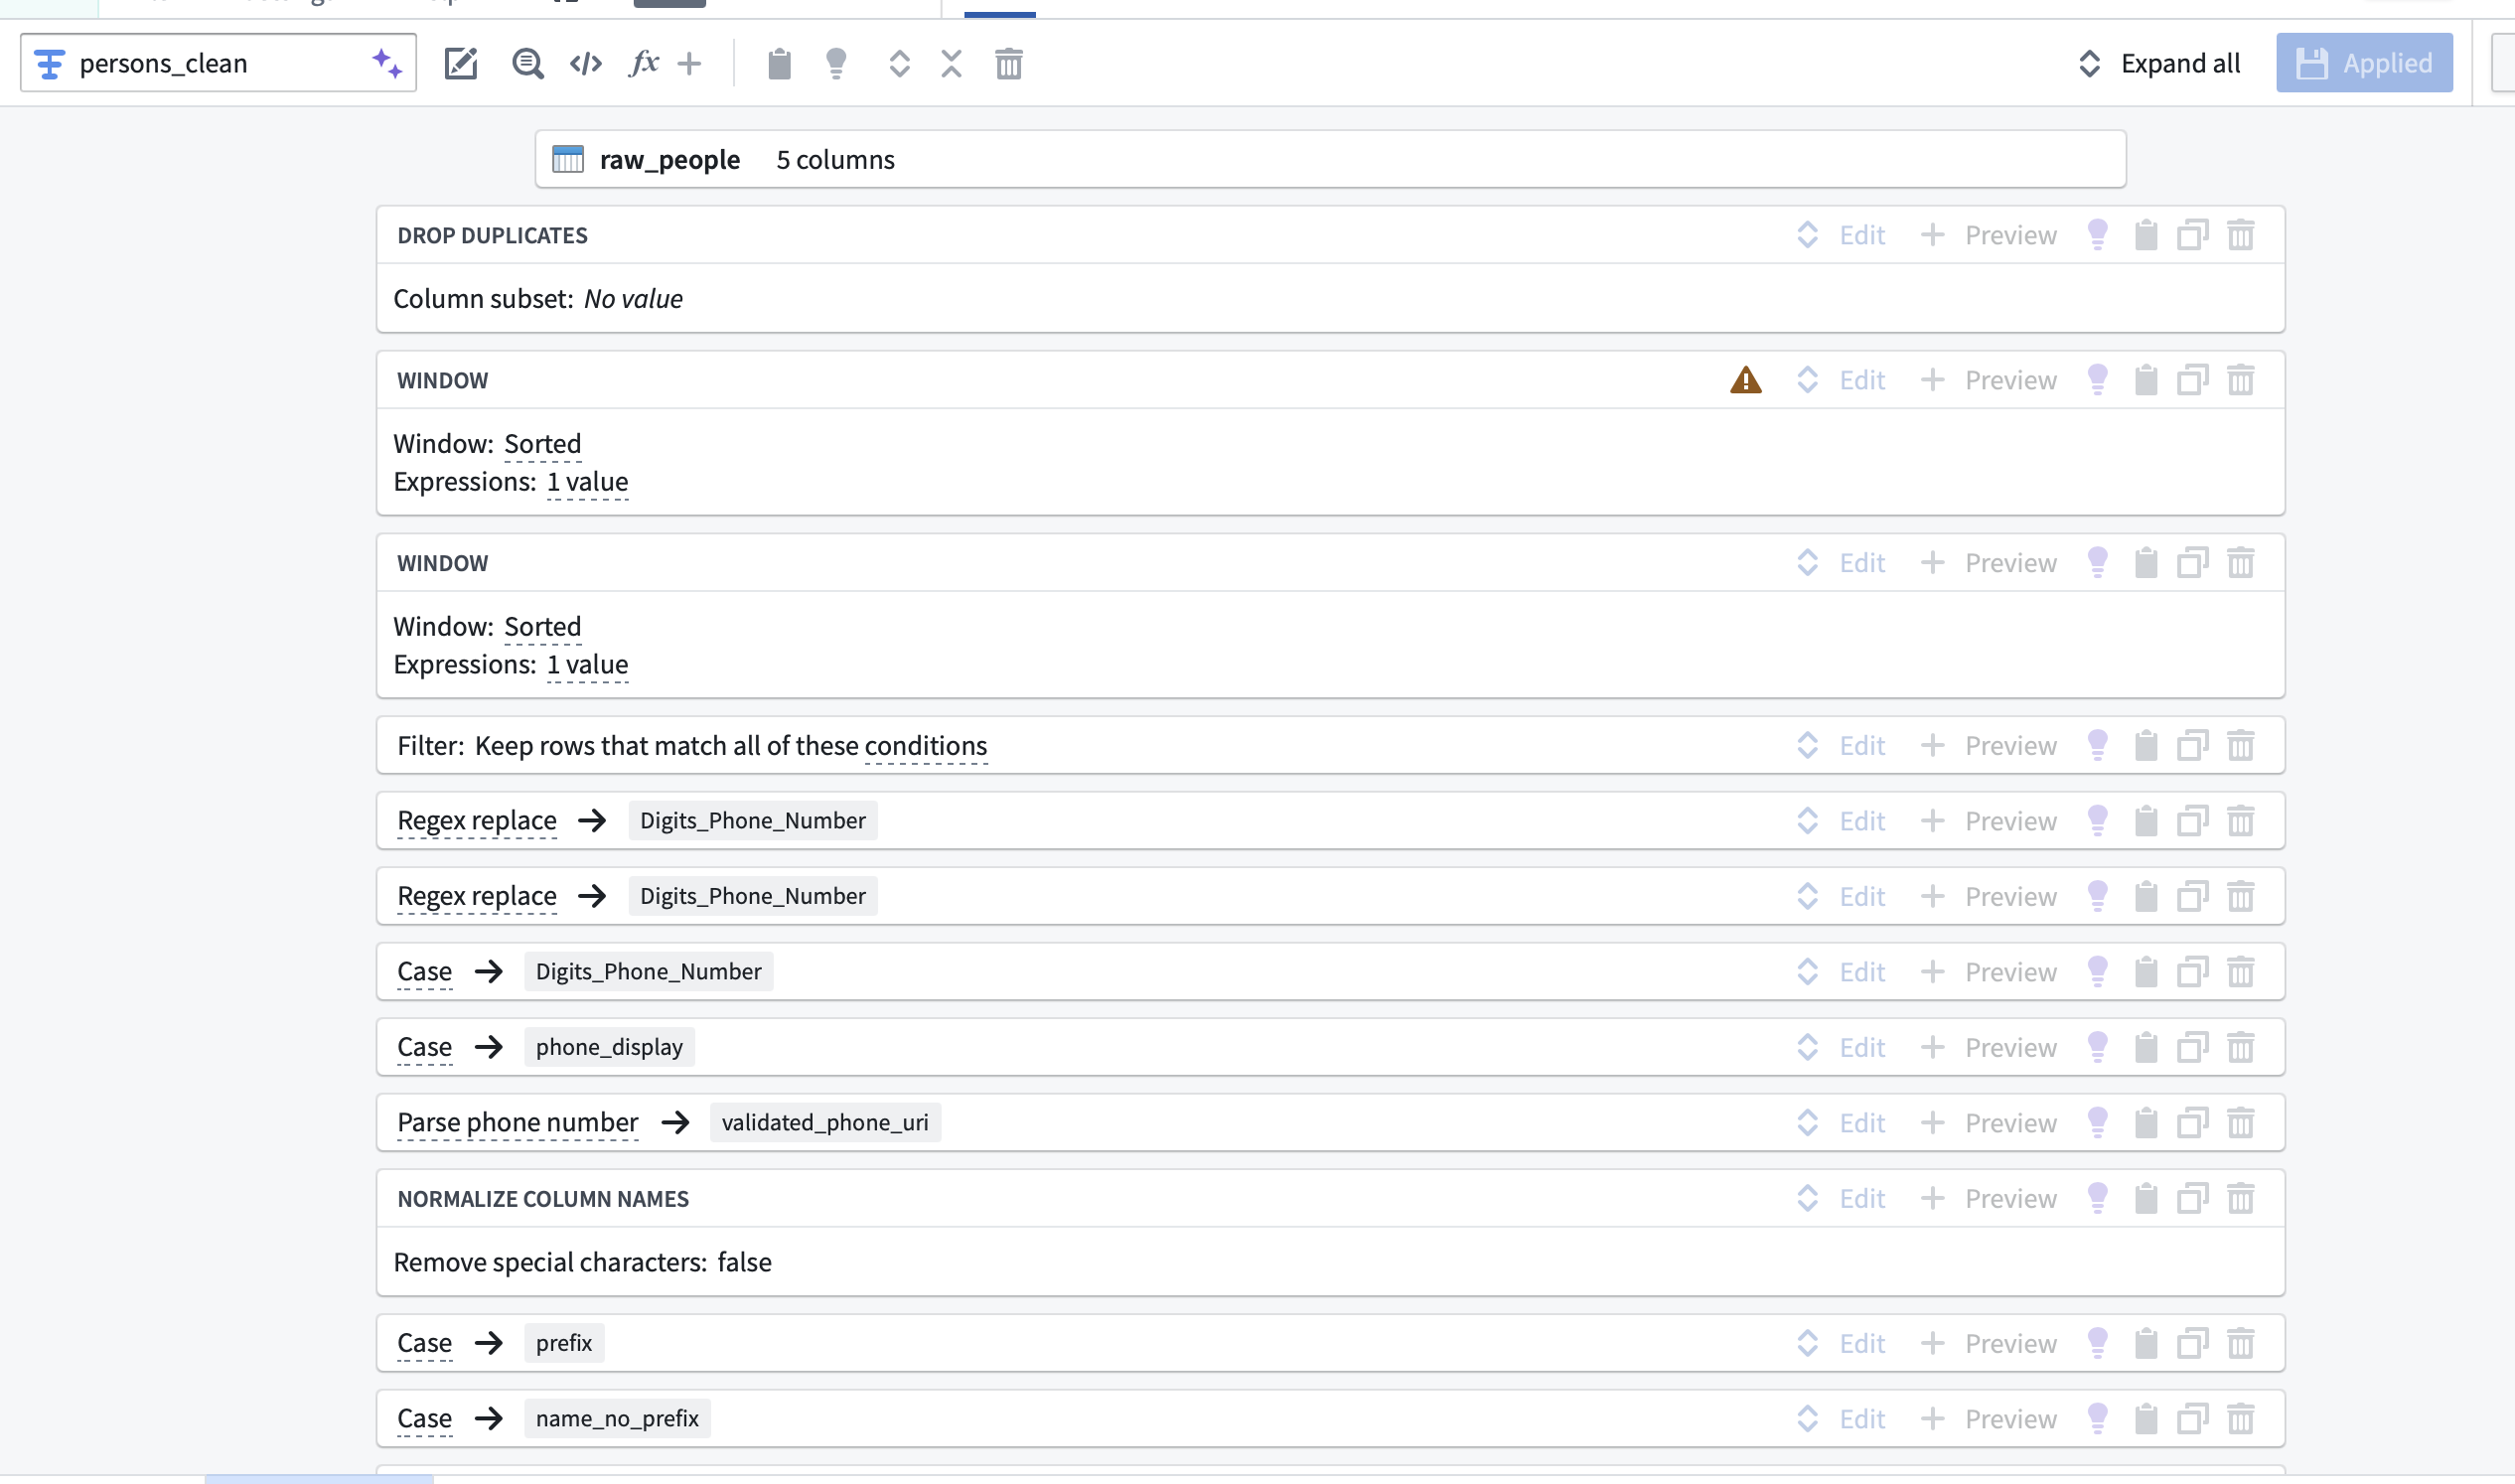 persons_clean
fx
Expand all
Applied
raw_people 5 columns
DROP DUPLICATES Edit Preview
Column subset: No value
WINDOW Edit Preview
Window: Sorted
Expressions: 1 value
WINDOW Edit Preview
Window: Sorted
Expressions: 1 value
Filter: Keep rows that match all of these conditions Edit Preview
Regex replace → Digits_Phone_Number Edit Preview
Regex replace → Digits_Phone_Number Edit Preview
Case → Digits_Phone_Number Edit Preview
Case → phone_display Edit Preview
Parse phone number → validated_phone_uri Edit Preview
NORMALIZE COLUMN NAMES Edit Preview
Remove special characters: false
Case → prefix Edit Preview
Case → name_no_prefix Edit Preview